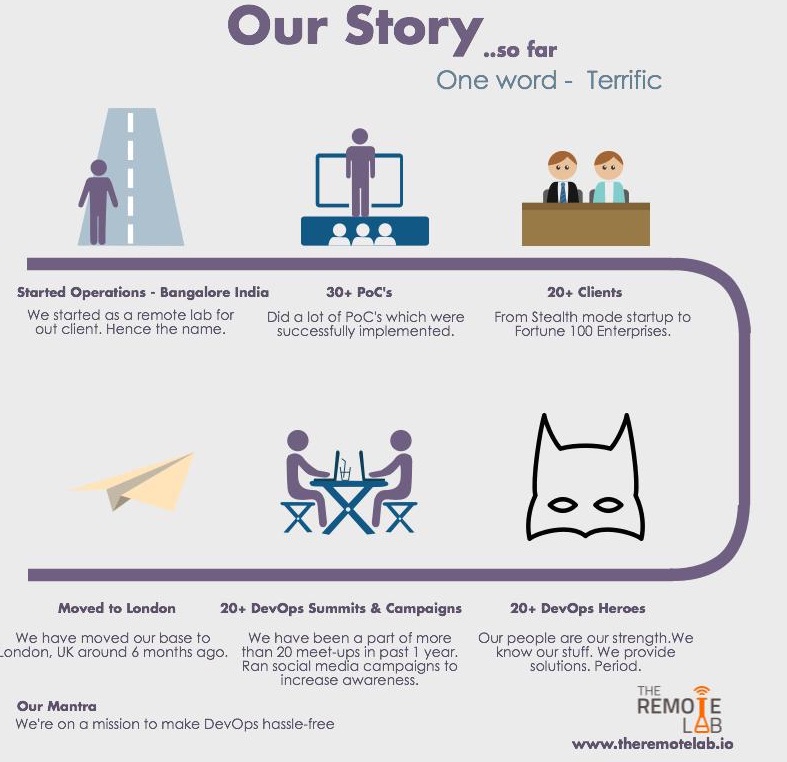 Our Story
..so far
One word -  Terrific
Started Operations - Bangalore India
We started as a remote lab for
out client. Hence the name.
30+ PoC's
Did a lot of PoC's which were
successfully implemented.
20+ Clients
From Stealth mode startup to
Fortune 100 Enterprises.
Moved to London
We have moved our base to
London, UK around 6 months ago.
20+ DevOps Summits & Campaigns
We have been a part of more
than 20 meet-ups in past 1 year.
Ran social media campaigns to
increase awareness.
20+ DevOps Heroes
Our people are our strength.We
know our stuff. We provide
solutions. Period.
Our Mantra
We're on a mission to make DevOps hassle-free
THE
REMOTE
LAB
www.theremotelab.io